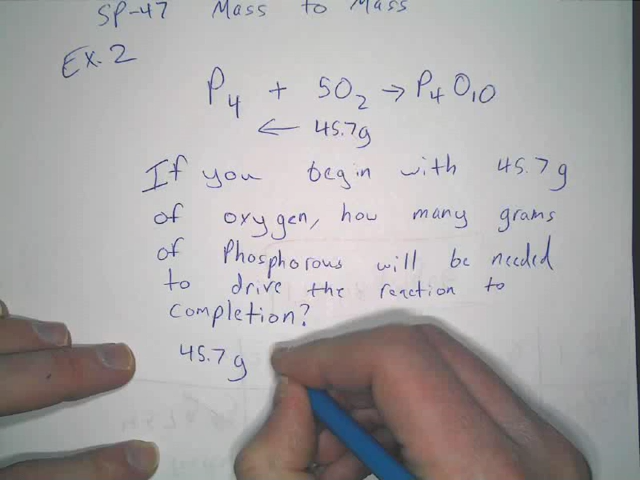 SP-47 Mass to Mass
Ex. 2
P₄ + 5O₂ → P₄O₁₀
← 45.7g
If you begin with 45.7g
of oxygen, how many grams
of Phosphorous will be needed
to drive the reaction to
completion?
45.7g